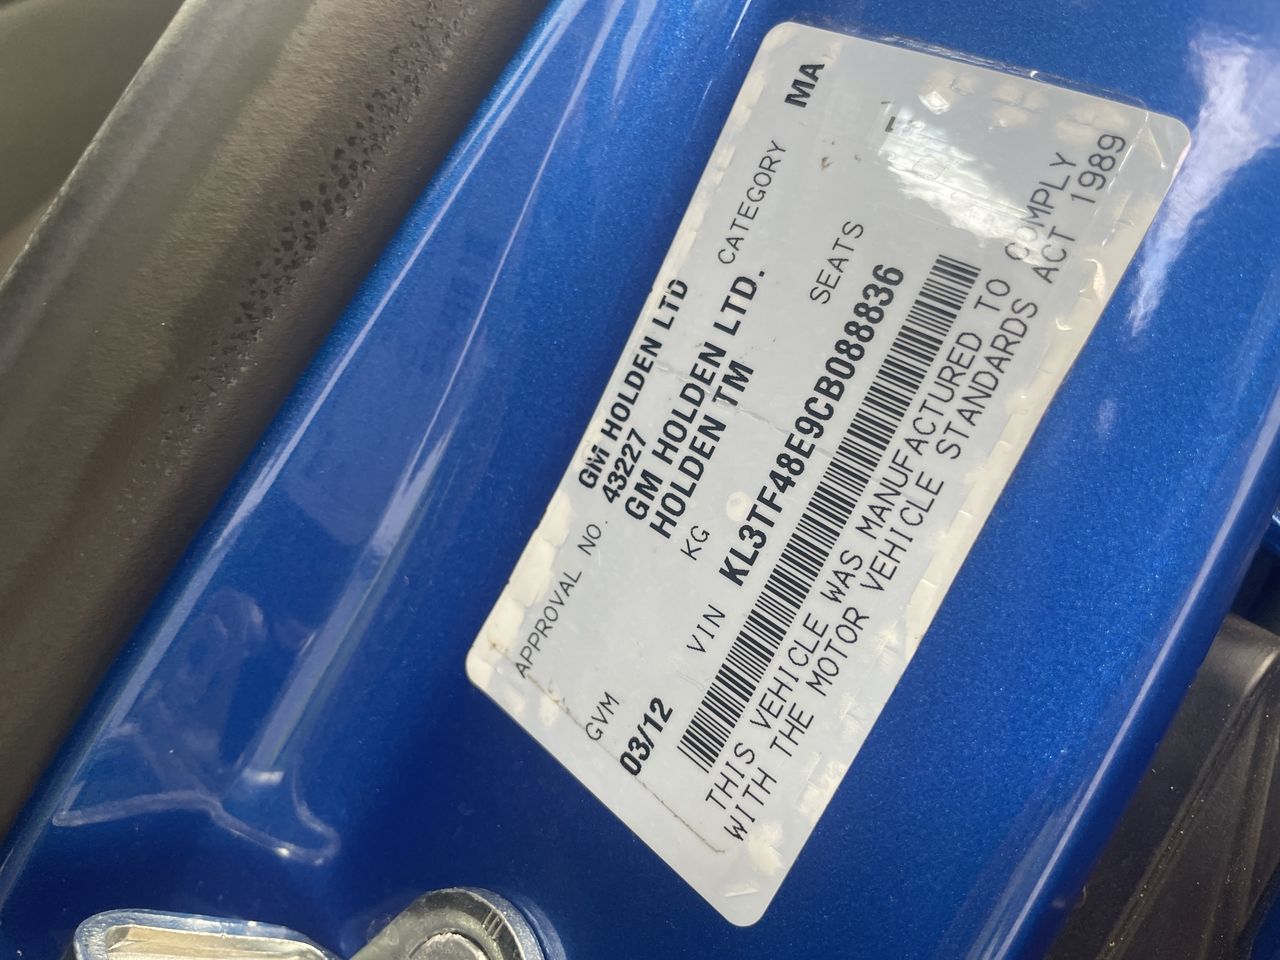 GM HOLDEN LTD
APPROVAL NO. 43227 CATEGORY MA
GM HOLDEN LTD.
HOLDEN TM
GVM KG SEATS
03/12 VIN KL3TF48E9CB088836
THIS VEHICLE WAS MANUFACTURED TO COMPLY
WITH THE MOTOR VEHICLE STANDARDS ACT 1989